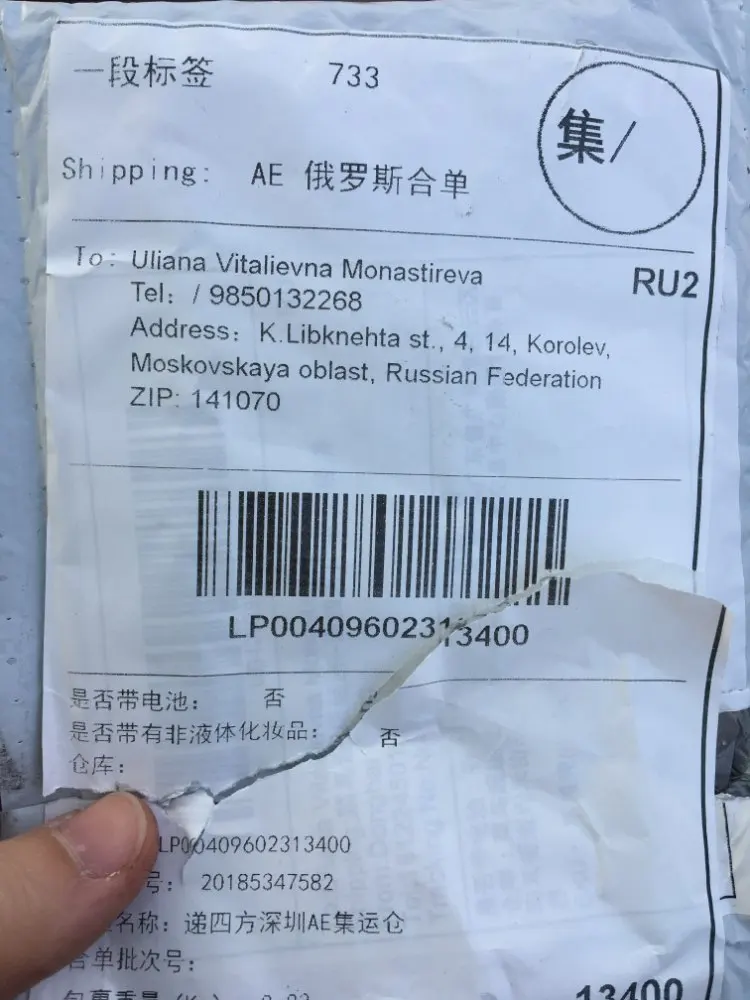 一段标签 733
集/
Shipping: AE 俄罗斯合单
To: Uliana Vitalievna Monastireva
RU2
Tel: / 9850132268
Address: K.Libknehta st., 4, 14, Korolev,
Moskovskaya oblast, Russian Federation
ZIP: 141070
LP00409602313400
是否带电池: 否
是否带有非液体化妆品: 否
仓库:
LP00409602313400
号: 20185347582
名称: 递四方深圳AE集运仓
合单批次号:
13400